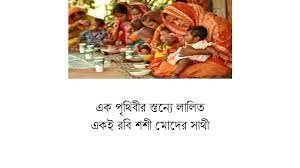 এক পৃথিবীর স্তন্যে লালিত
একই রবি শশী মোদের সাথী